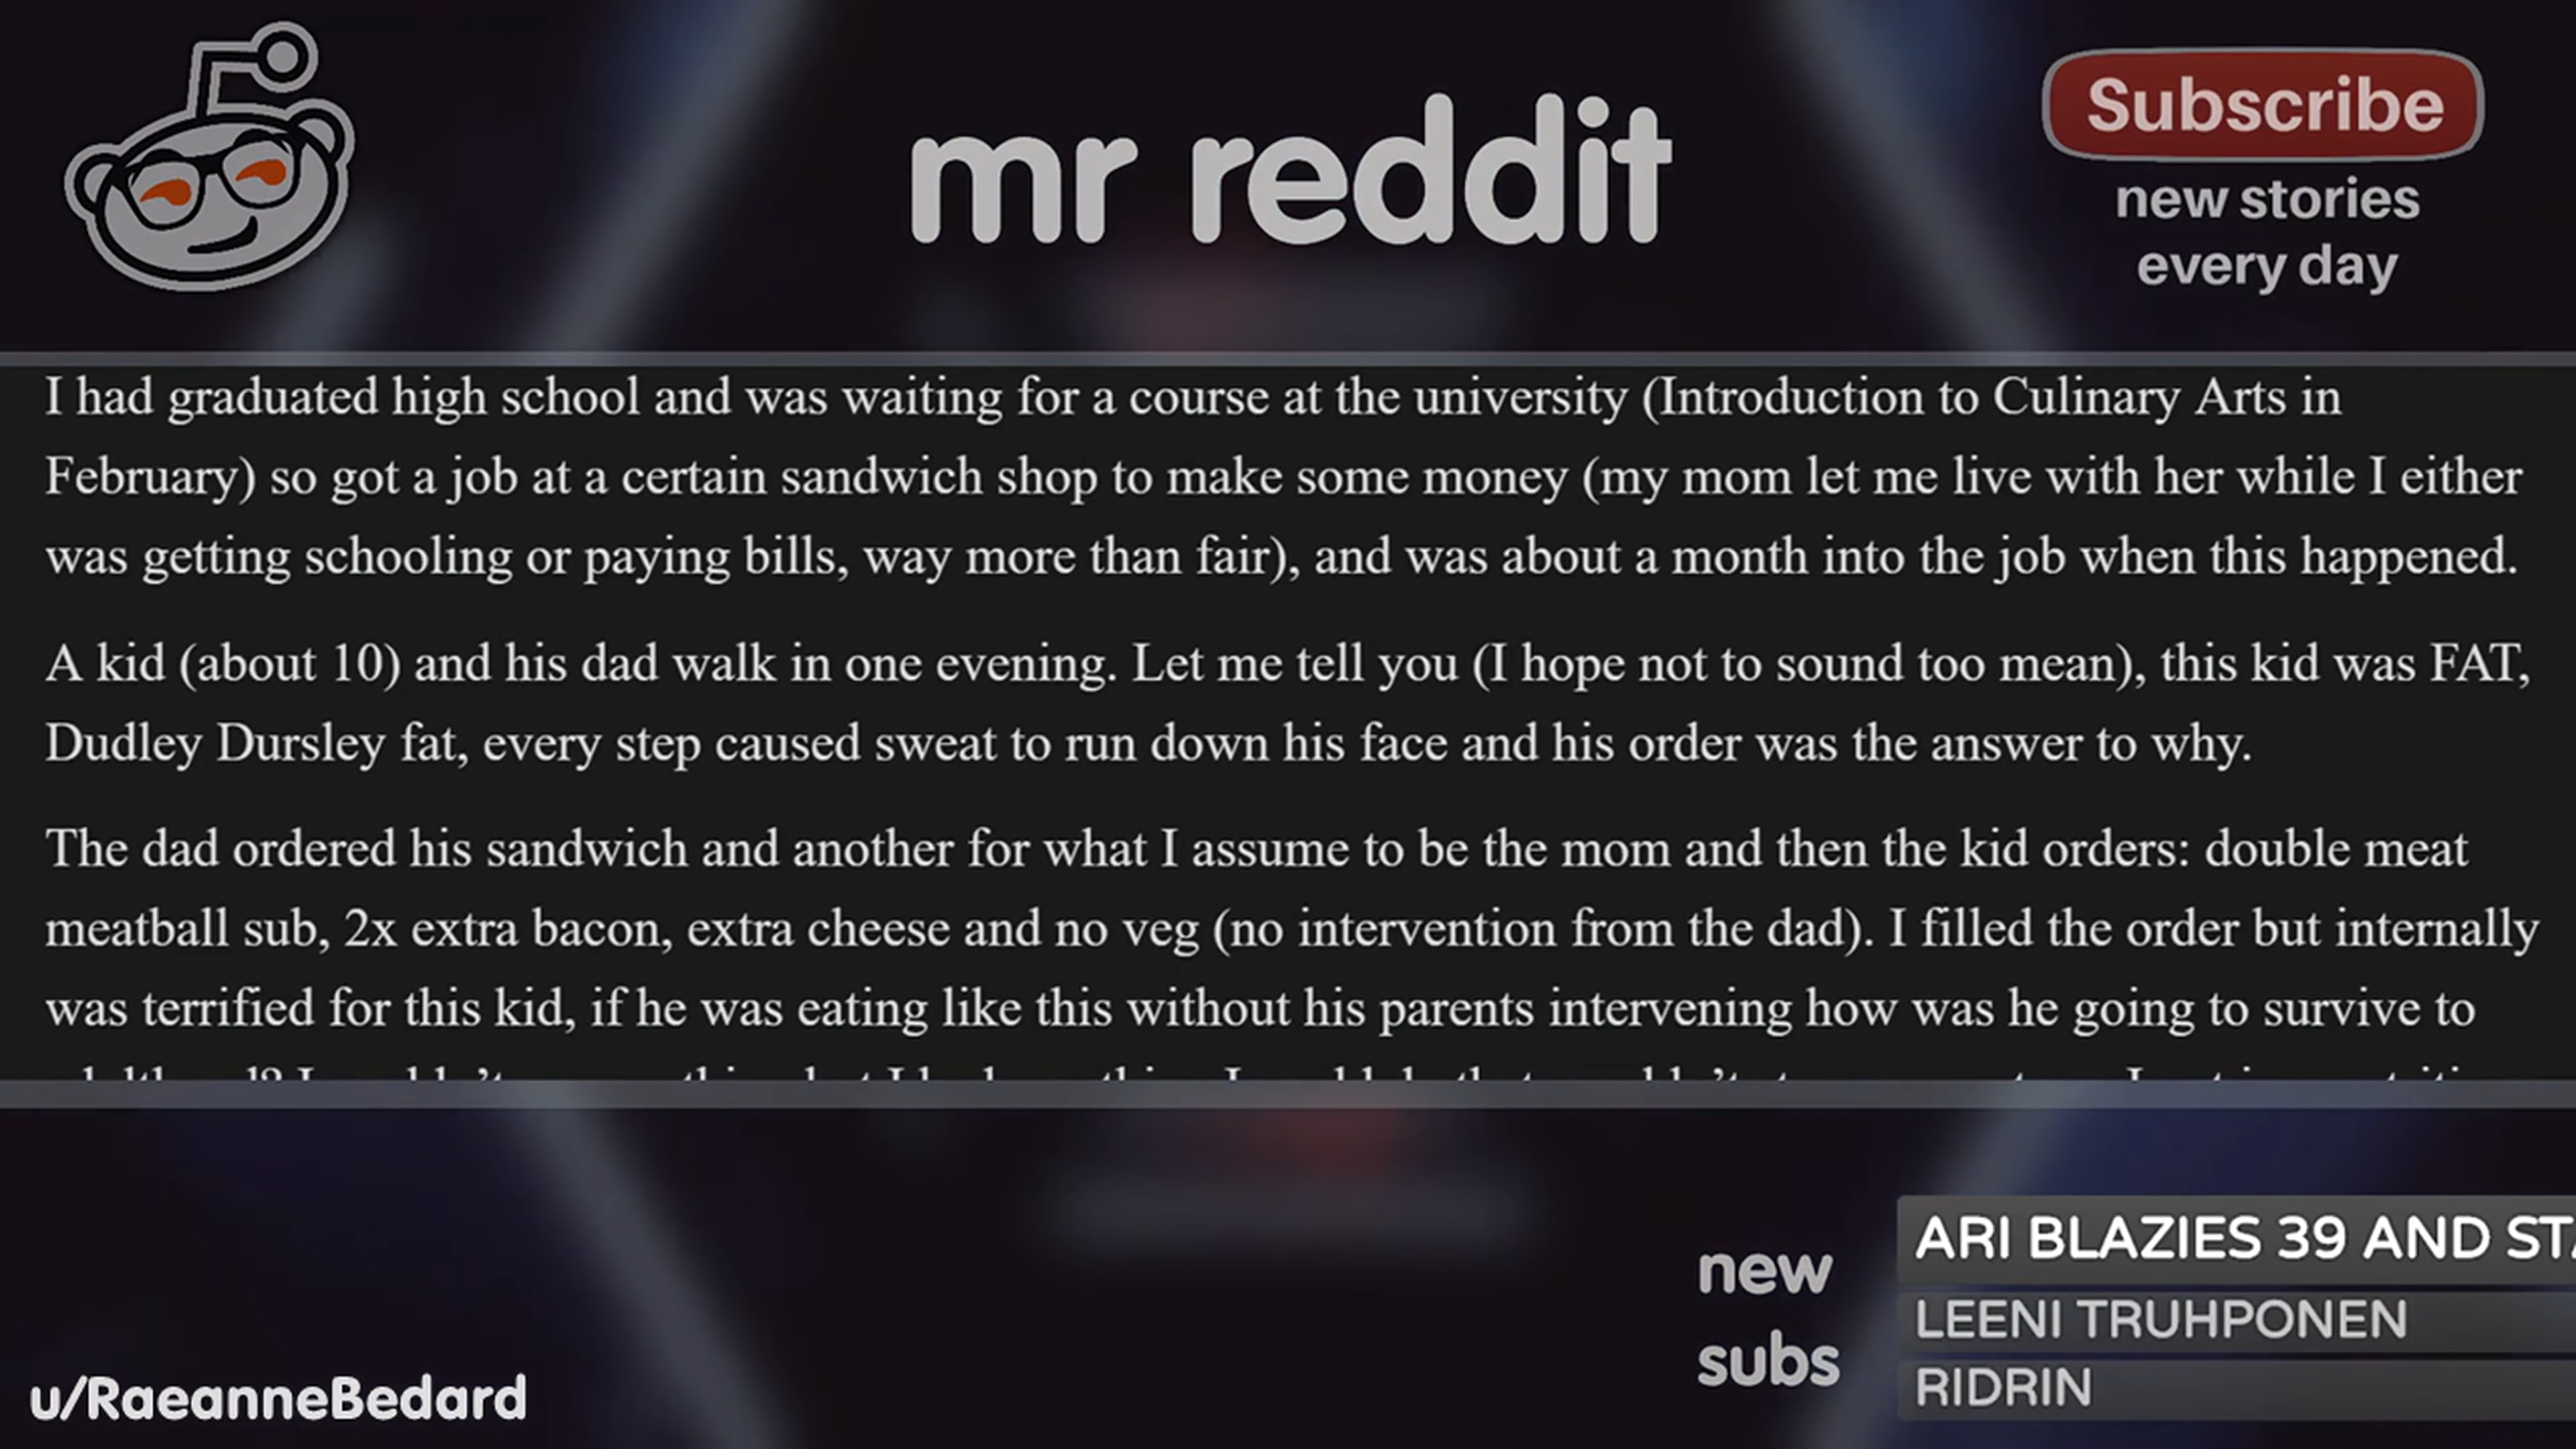 mr reddit
Subscribe
new stories
every day
I had graduated high school and was waiting for a course at the university (Introduction to Culinary Arts in
February) so got a job at a certain sandwich shop to make some money (my mom let me live with her while I either
was getting schooling or paying bills, way more than fair), and was about a month into the job when this happened.
A kid (about 10) and his dad walk in one evening. Let me tell you (I hope not to sound too mean), this kid was FAT,
Dudley Dursley fat, every step caused sweat to run down his face and his order was the answer to why.
The dad ordered his sandwich and another for what I assume to be the mom and then the kid orders: double meat
meatball sub, 2x extra bacon, extra cheese and no veg (no intervention from the dad). I filled the order but internally
was terrified for this kid, if he was eating like this without his parents intervening how was he going to survive to
new
subs
ARI BLAZIES 39 AND
LEENI TRUHPONEN
RIDRIN
u/RaeanneBedard